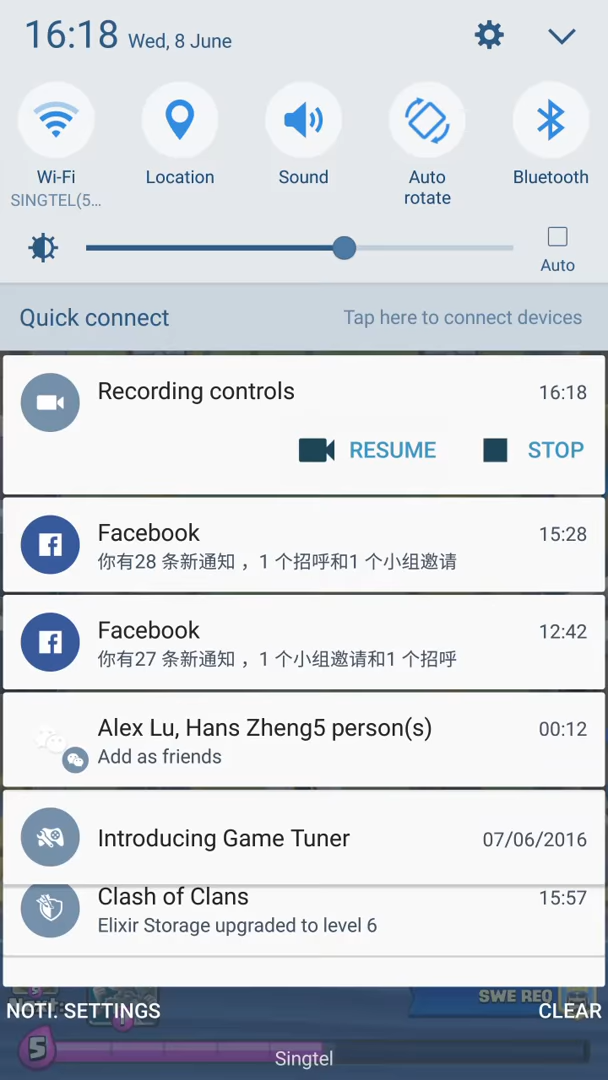 16:18 Wed, 8 June
Wi-Fi
SINGTEL(5...
Location
Sound
Auto
rotate
Bluetooth
Auto
Quick connect
Tap here to connect devices
Recording controls
16:18
RESUME
STOP
Facebook
15:28
你有28 条新通知 ，1 个招呼和1 个小组邀请
Facebook
12:42
你有27 条新通知 ，1 个小组邀请和1 个招呼
Alex Lu, Hans Zheng5 person(s)
00:12
Add as friends
Introducing Game Tuner
07/06/2016
Clash of Clans
15:57
Elixir Storage upgraded to level 6
SWE REQ
NOTI. SETTINGS
CLEAR
5
Singtel